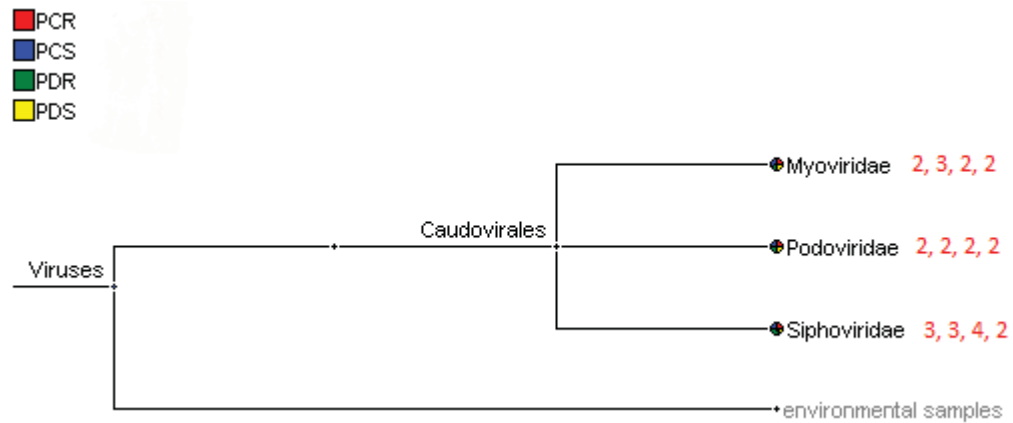 PCR
PCS
PDR
PDS
Myoviridae 2, 3, 2, 2
Caudovirales
Podoviridae 2, 2, 2, 2
Viruses
Siphoviridae 3, 3, 4, 2
environmental samples